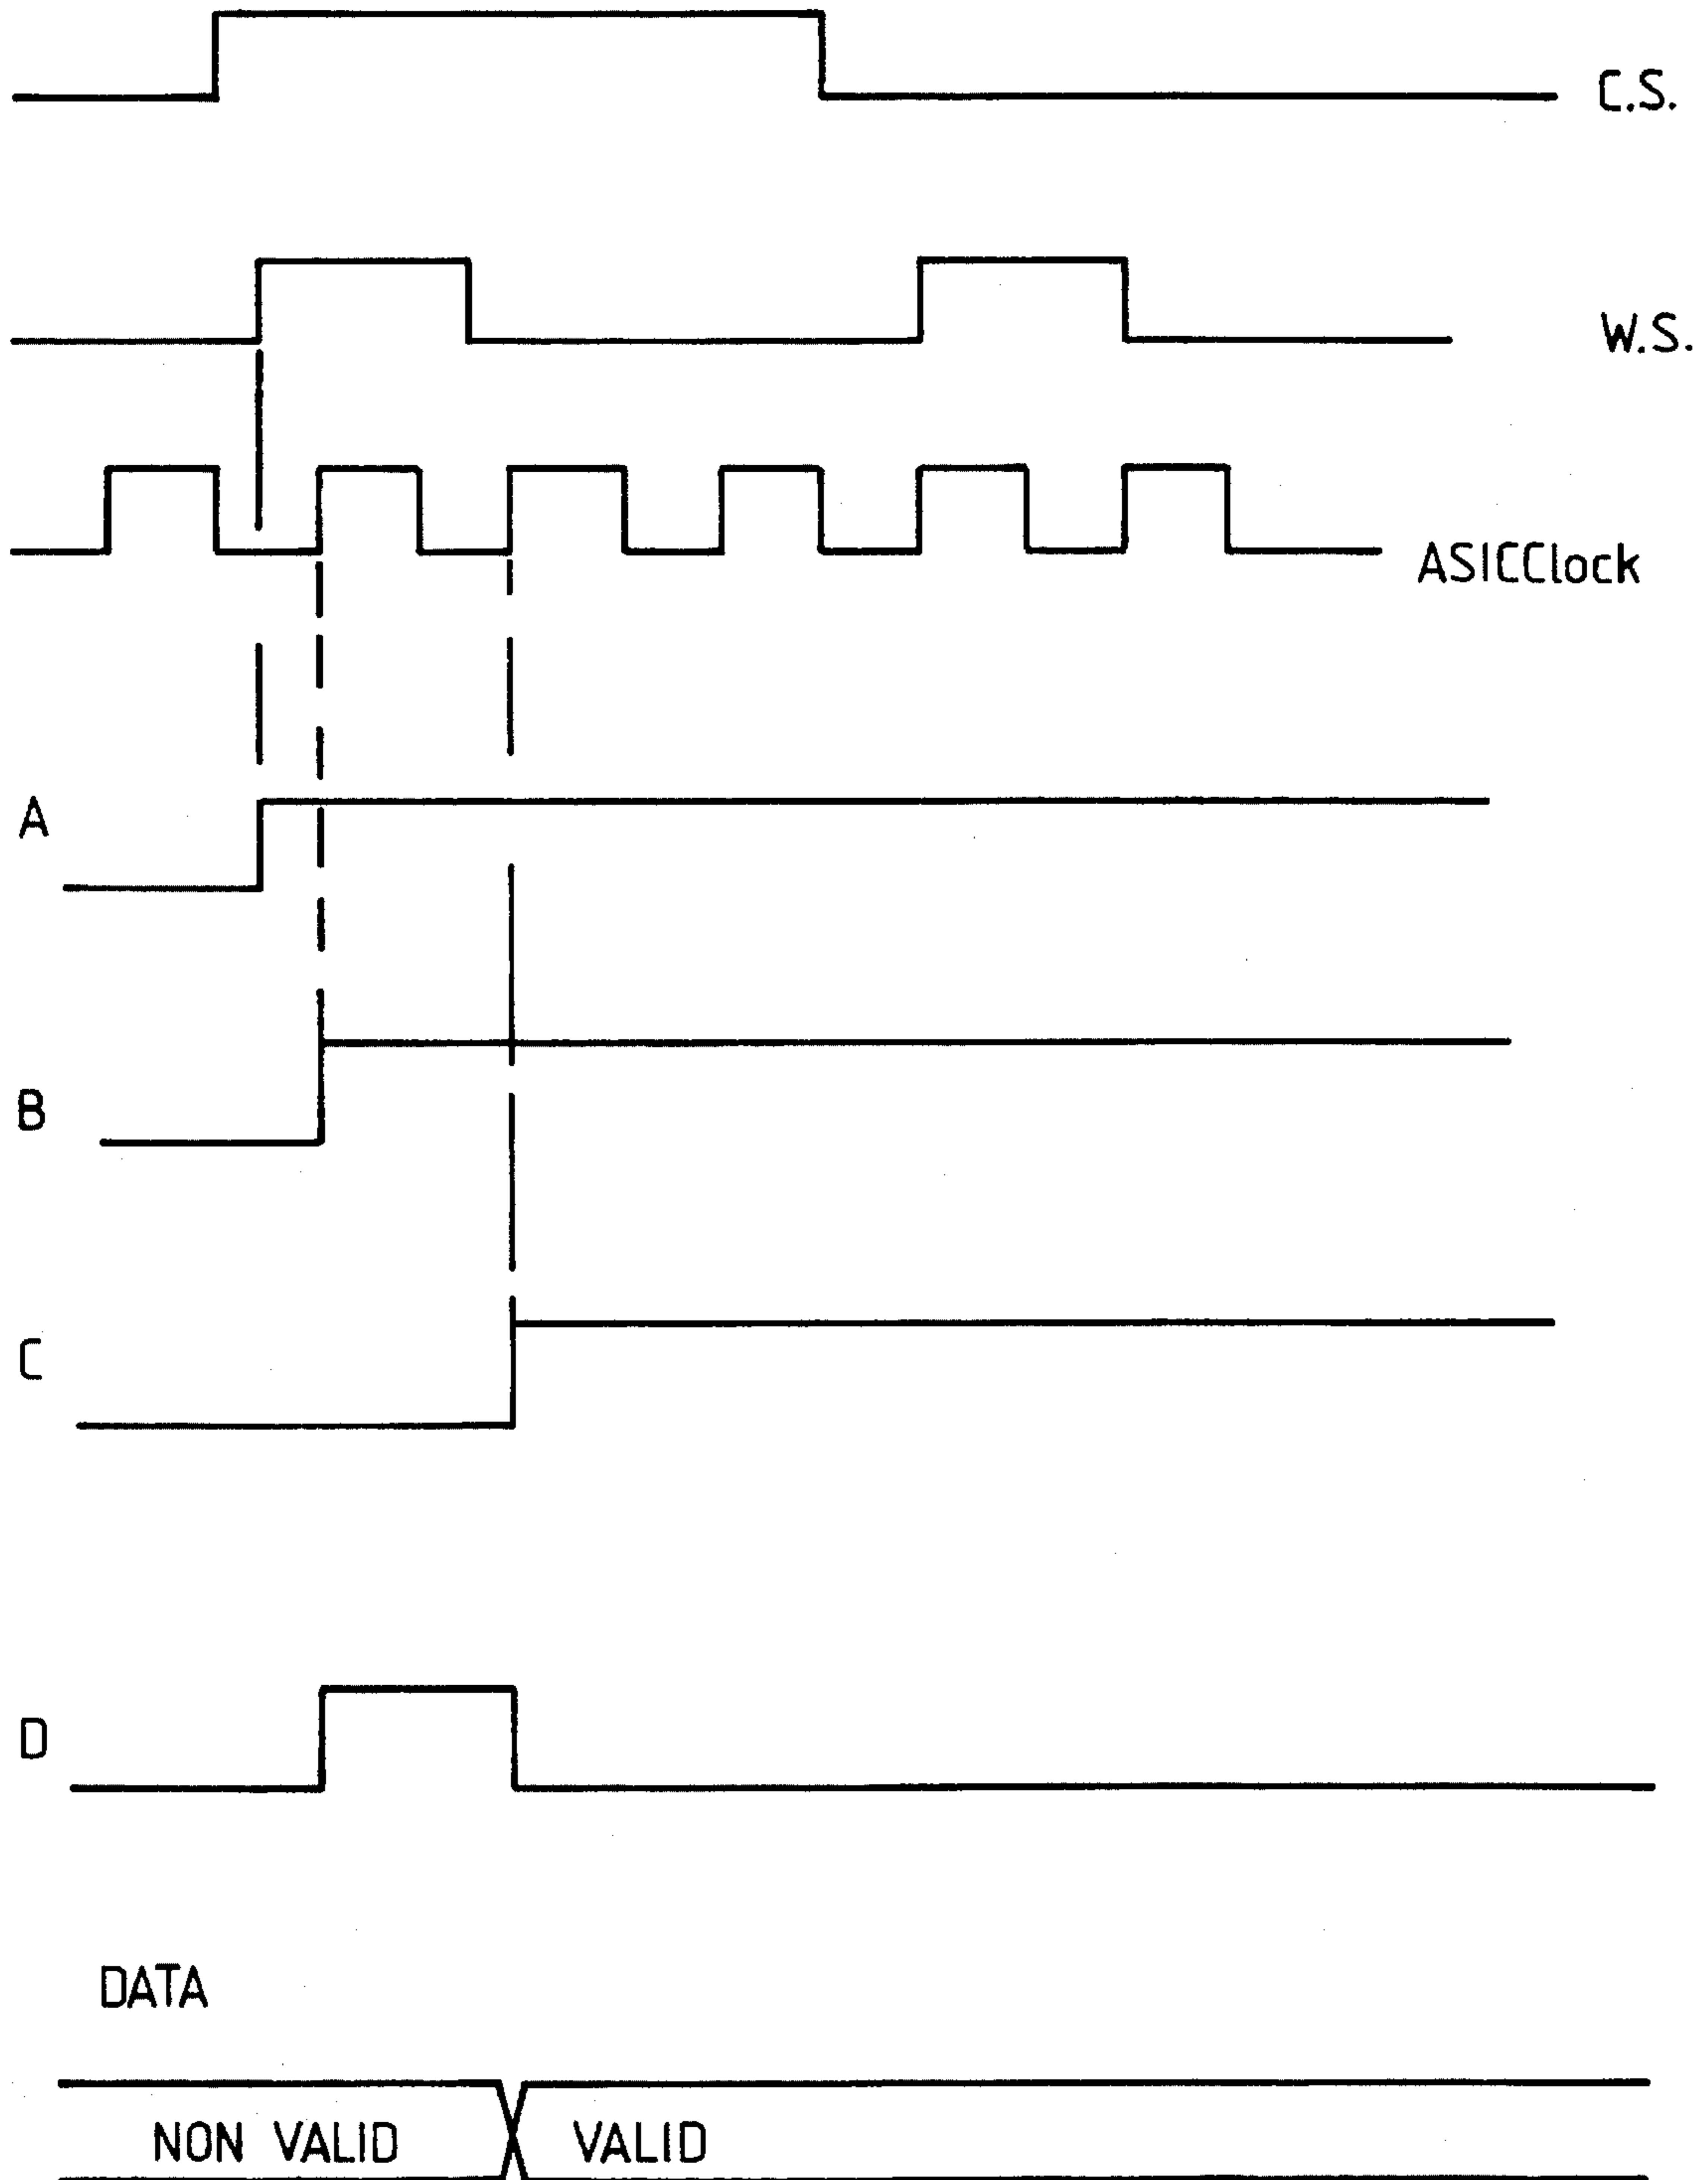 C.S.
W.S.
ASICClock
A
B
C
D
DATA
NON VALID
VALID